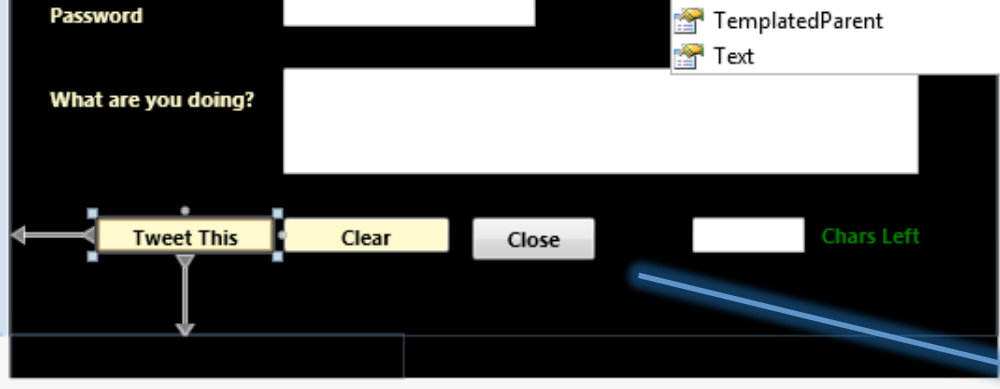 Password
TemplatedParent
Text
What are you doing?
Tweet This
Clear
Close
Chars Left